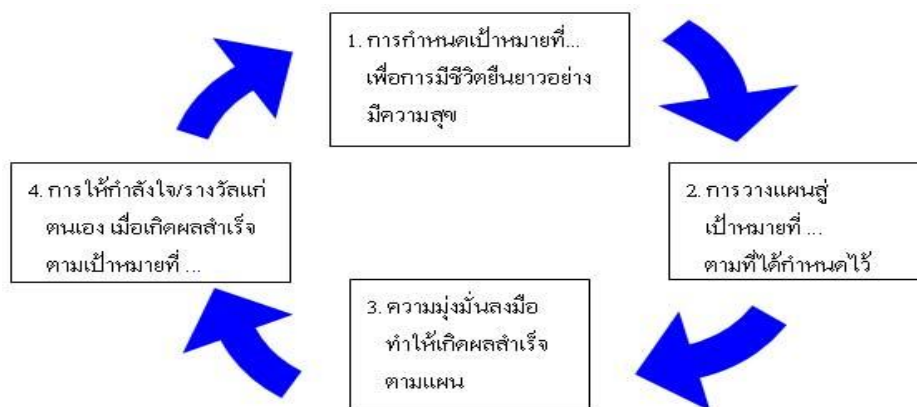 1. การกำหนดเป้าหมายที่...
เพื่อการมีชีวิตยืนยาวอย่าง
มีความสุข
2. การวางแผนสู่
เป้าหมายที่ ...
ตามที่ได้กำหนดไว้
3. ความมุ่งมั่นลงมือ
ทำให้เกิดผลสำเร็จ
ตามแผน
4. การให้กำลังใจ/รางวัลแก่
ตนเอง เมื่อเกิดผลสำเร็จ
ตามเป้าหมายที่ ...